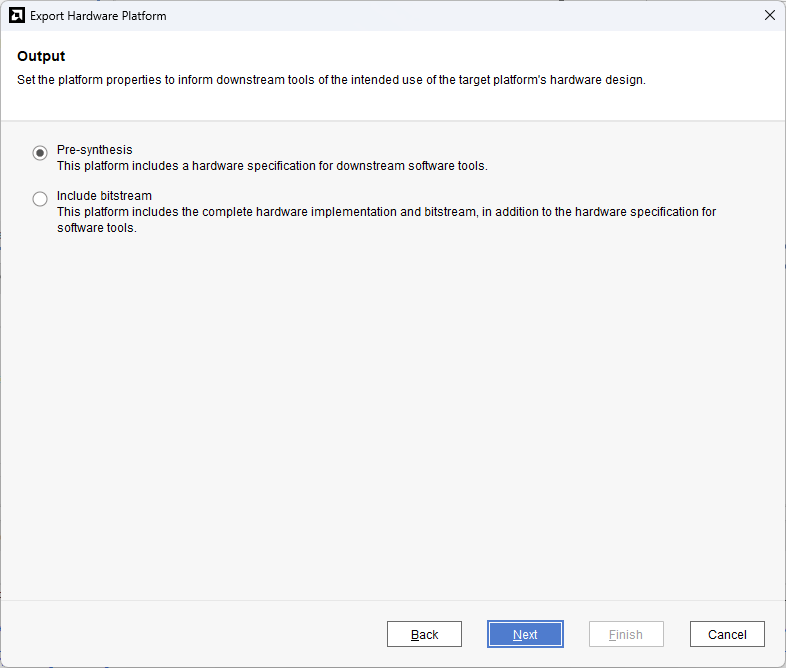 Export Hardware Platform
Output
Set the platform properties to inform downstream tools of the intended use of the target platform's hardware design.
Pre-synthesis
This platform includes a hardware specification for downstream software tools.
Include bitstream
This platform includes the complete hardware implementation and bitstream, in addition to the hardware specification for
software tools.
Back
Next
Finish
Cancel